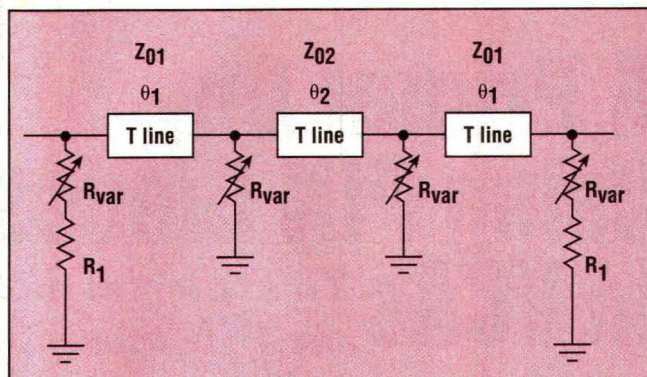 Z01 Z02 Z01
θ1 θ2 θ1
T line T line T line
Rvar Rvar Rvar Rvar
R1 R1